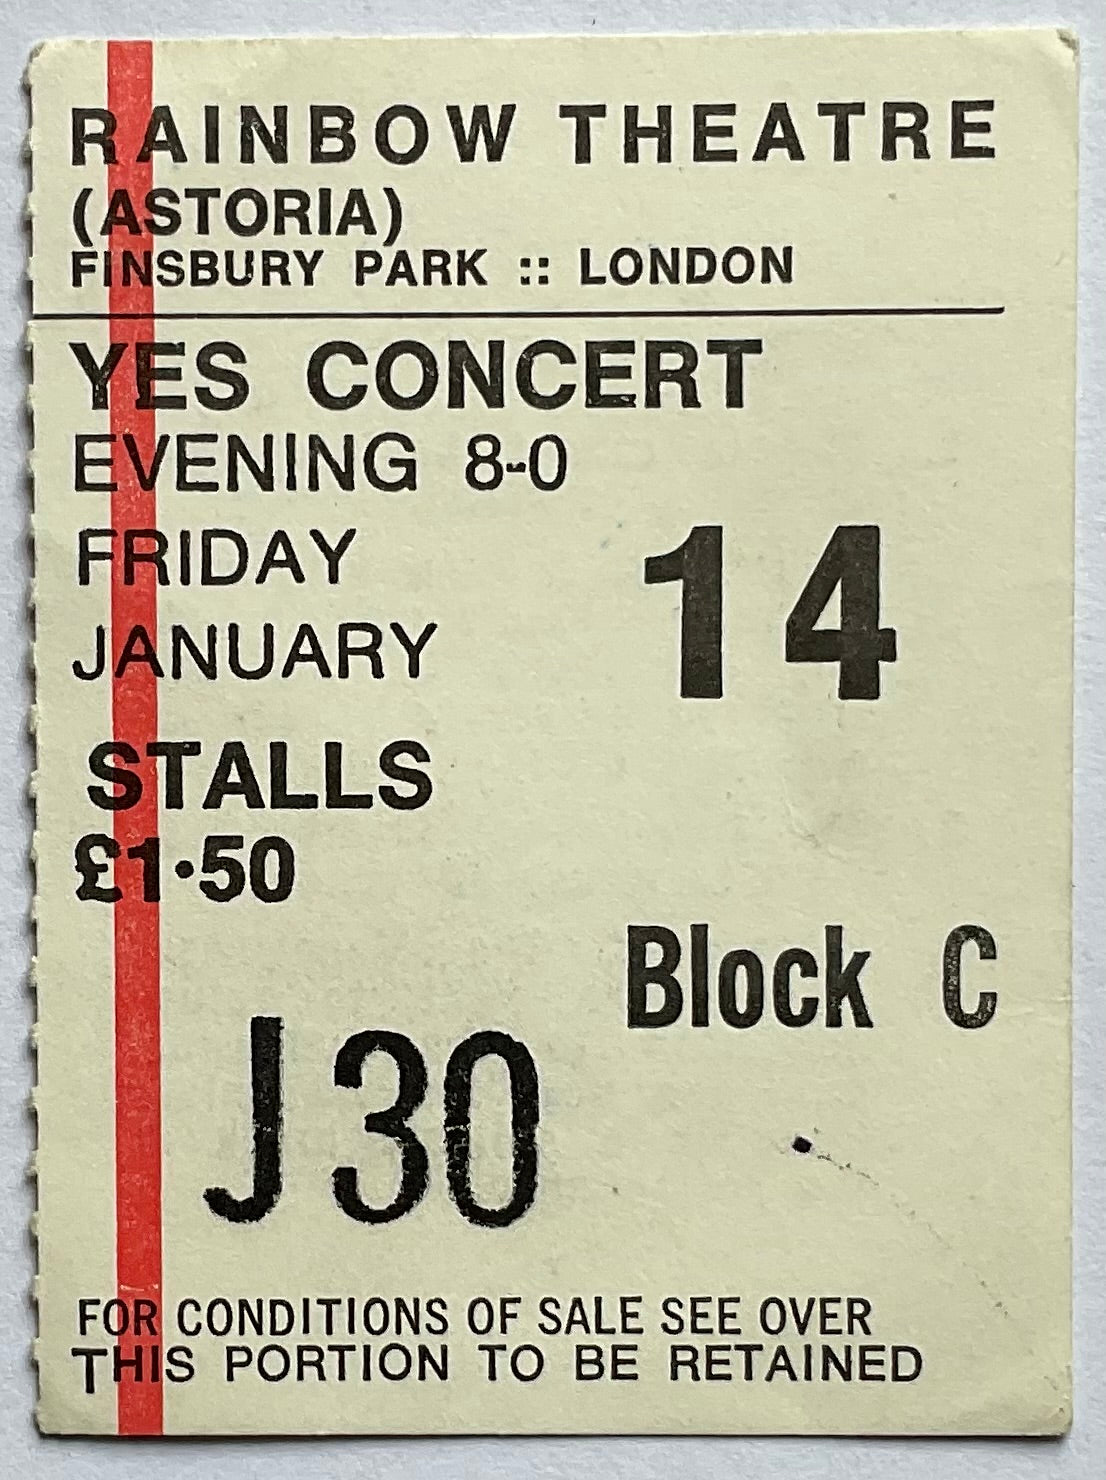 RAINBOW THEATRE
(ASTORIA)
FINSBURY PARK :: LONDON
YES CONCERT
EVENING 8-0
FRIDAY
JANUARY
14
STALLS
£1·50
Block C
J 30
FOR CONDITIONS OF SALE SEE OVER
THIS PORTION TO BE RETAINED